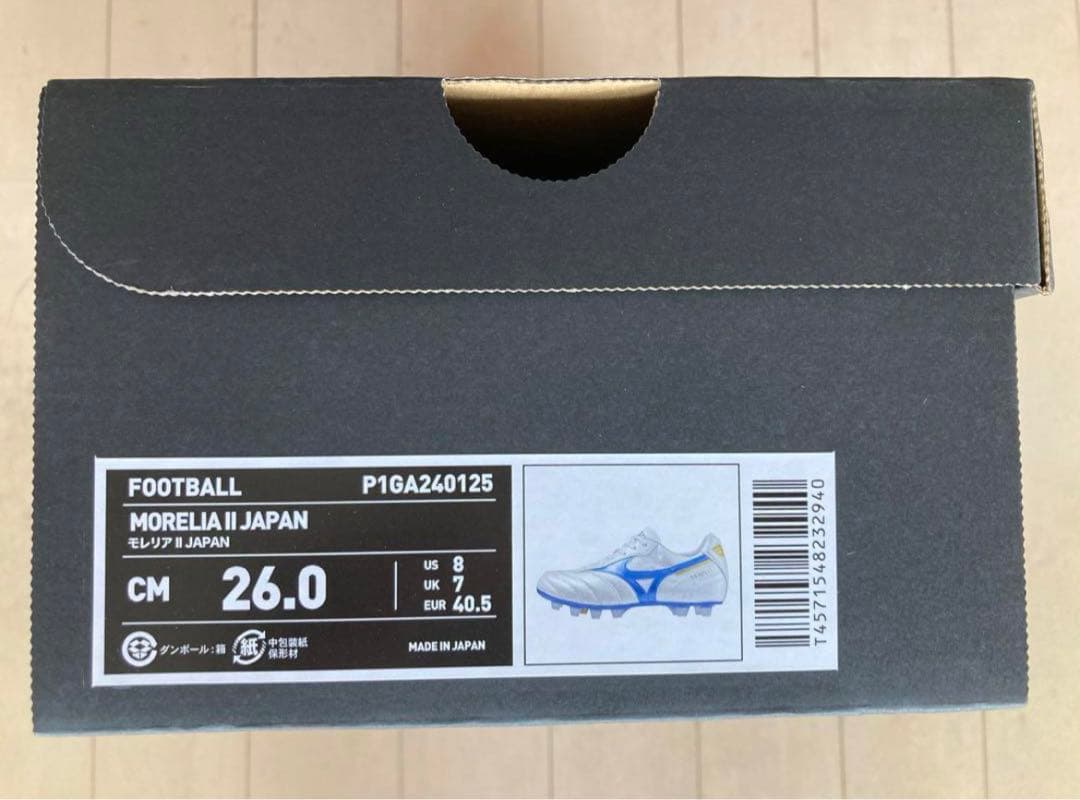 FOOTBALL P1GA240125
MORELIA II JAPAN
モレリア II JAPAN
CM 26.0
US 8
UK 7
EUR 40.5
ダンボール:箱
紙 中包装紙
保形材
MADE IN JAPAN
T4571548232940